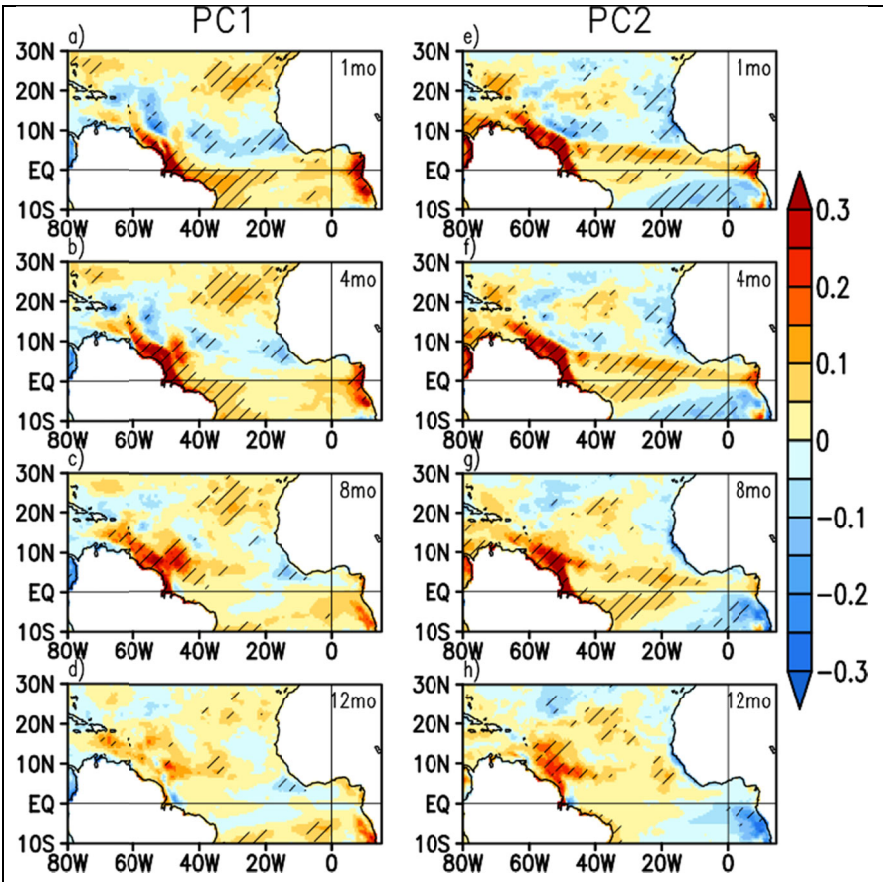 PC1 PC2
a) e)
30N 1mo 30N 1mo
20N 20N
10N 10N
EQ EQ
10S 10S
80W 60W 40W 20W 0 80W 60W 40W 20W 0
b) f)
30N 4mo 30N 4mo
20N 20N
10N 10N
EQ EQ
10S 10S
80W 60W 40W 20W 0 80W 60W 40W 20W 0
c) g)
30N 8mo 30N 8mo
20N 20N
10N 10N
EQ EQ
10S 10S
80W 60W 40W 20W 0 80W 60W 40W 20W 0
d) h)
30N 12mo 30N 12mo
20N 20N
10N 10N
EQ EQ
10S 10S
80W 60W 40W 20W 0 80W 60W 40W 20W 0
0.3
0.2
0.1
0
−0.1
−0.2
−0.3